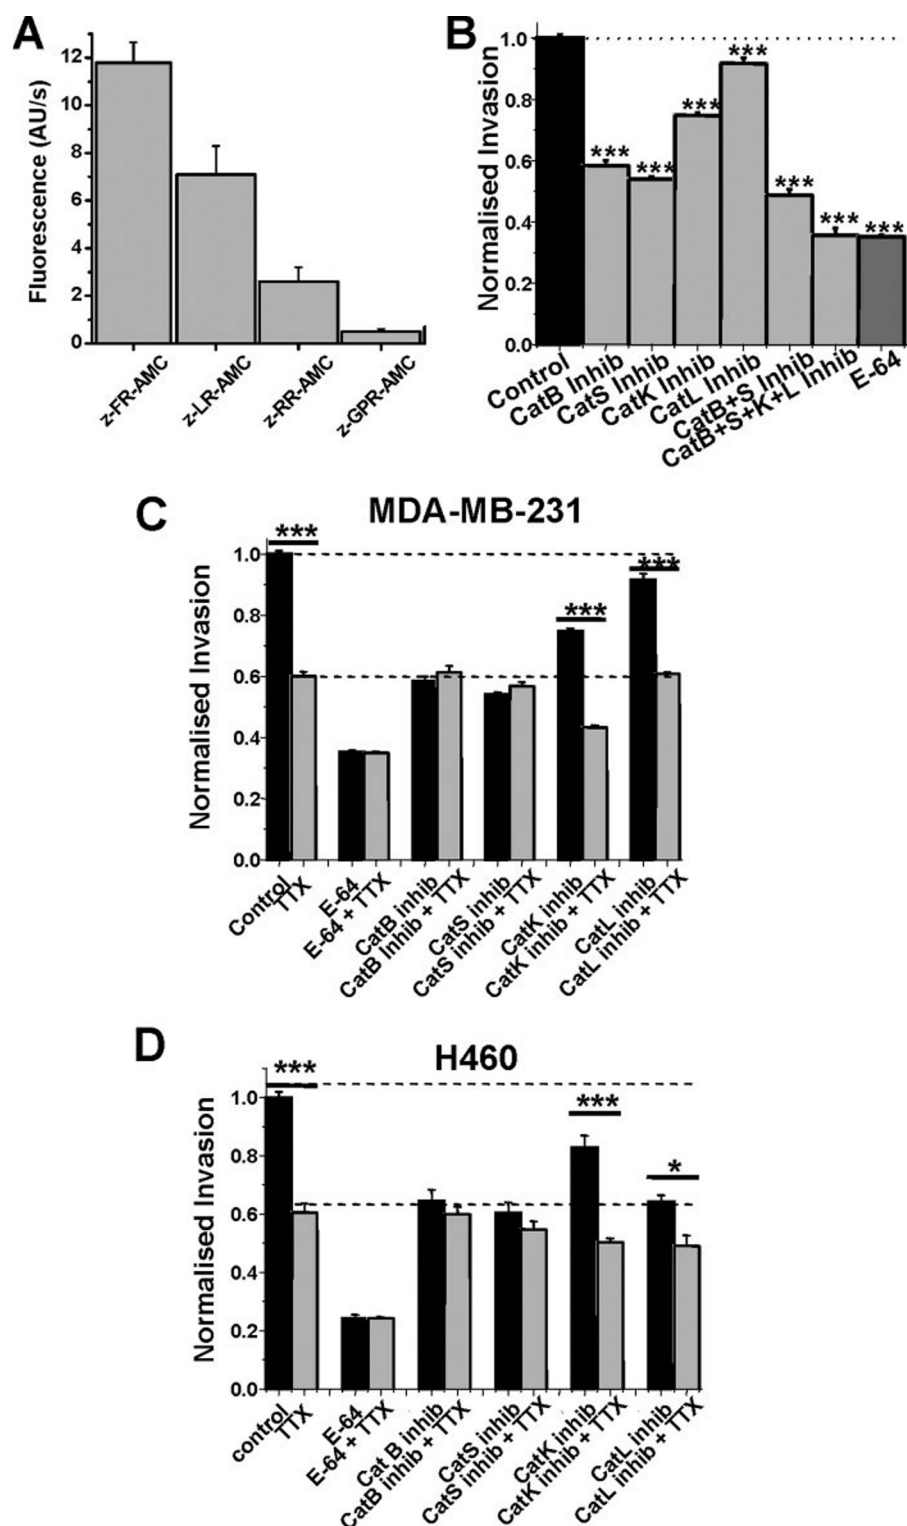 A
Fluorescence (AU/s)
12
10
8
6
4
2
0
z-FR-AMC
z-LR-AMC
z-RR-AMC
z-GPR-AMC
B
Normalised Invasion
1.0
0.8
0.6
0.4
0.2
0.0
***
***
***
***
***
***
***
Control
CatB Inhib
CatS Inhib
CatK Inhib
CatL Inhib
CatB+S Inhib
CatB+S+K+L Inhib
E-64
C
MDA-MB-231
Normalised Invasion
1.0
0.8
0.6
0.4
0.2
0.0
***
***
***
Control
TTX
E-64
E-64 + TTX
CatB inhib
CatB Inhib + TTX
CatS inhib
CatS inhib + TTX
CatK inhib
CatK inhib + TTX
CatL inhib
CatL inhib + TTX
D
H460
Normalised Invasion
1.0
0.8
0.6
0.4
0.2
0.0
***
***
*
control
TTX
E-64
E-64 + TTX
Cat B inhib
CatB inhib + TTX
CatS inhib
CatS inhib + TTX
CatK inhib
CatK inhib + TTX
CatL inhib
CatL inhib + TTX